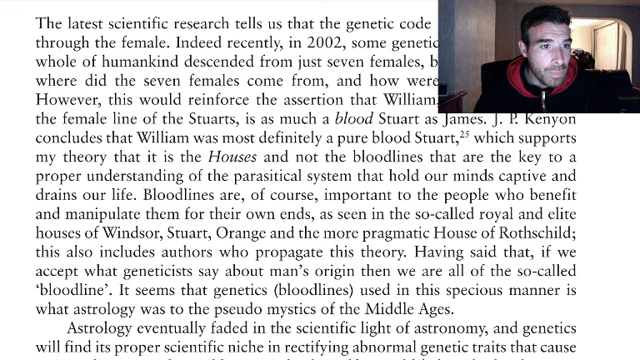 The latest scientific research tells us that the genetic code
through the female. Indeed recently, in 2002, some genetic
whole of humankind descended from just seven females, b
where did the seven females come from, and how were
However, this would reinforce the assertion that William,
the female line of the Stuarts, is as much a blood Stuart as James. J. P. Kenyon
concludes that William was most definitely a pure blood Stuart,25 which supports
my theory that it is the Houses and not the bloodlines that are the key to a
proper understanding of the parasitical system that hold our minds captive and
drains our life. Bloodlines are, of course, important to the people who benefit
and manipulate them for their own ends, as seen in the so-called royal and elite
houses of Windsor, Stuart, Orange and the more pragmatic House of Rothschild;
this also includes authors who propagate this theory. Having said that, if we
accept what geneticists say about man's origin then we are all of the so-called
'bloodline'. It seems that genetics (bloodlines) used in this specious manner is
what astrology was to the pseudo mystics of the Middle Ages.
Astrology eventually faded in the scientific light of astronomy, and genetics
will find its proper scientific niche in rectifying abnormal genetic traits that cause